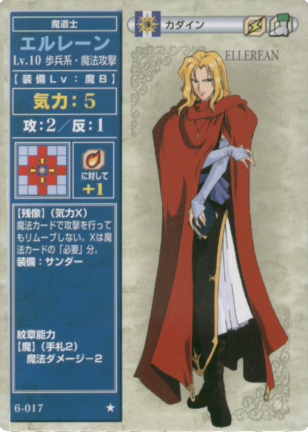 魔道士
エルレーン
Lv.10 歩兵系・魔法攻撃
【装備Lv：魔B】
気力：5
攻：2／反：1
に対して
+1
【残像】(気力X)
魔法カードで攻撃を行って
もリムーブしない。Xは魔
法カードの「必要」分。
装備：サンダー
紋章能力
【魔】(手札2)
魔法ダメージ−2
6-017
★
カダイン
ELLEREAN